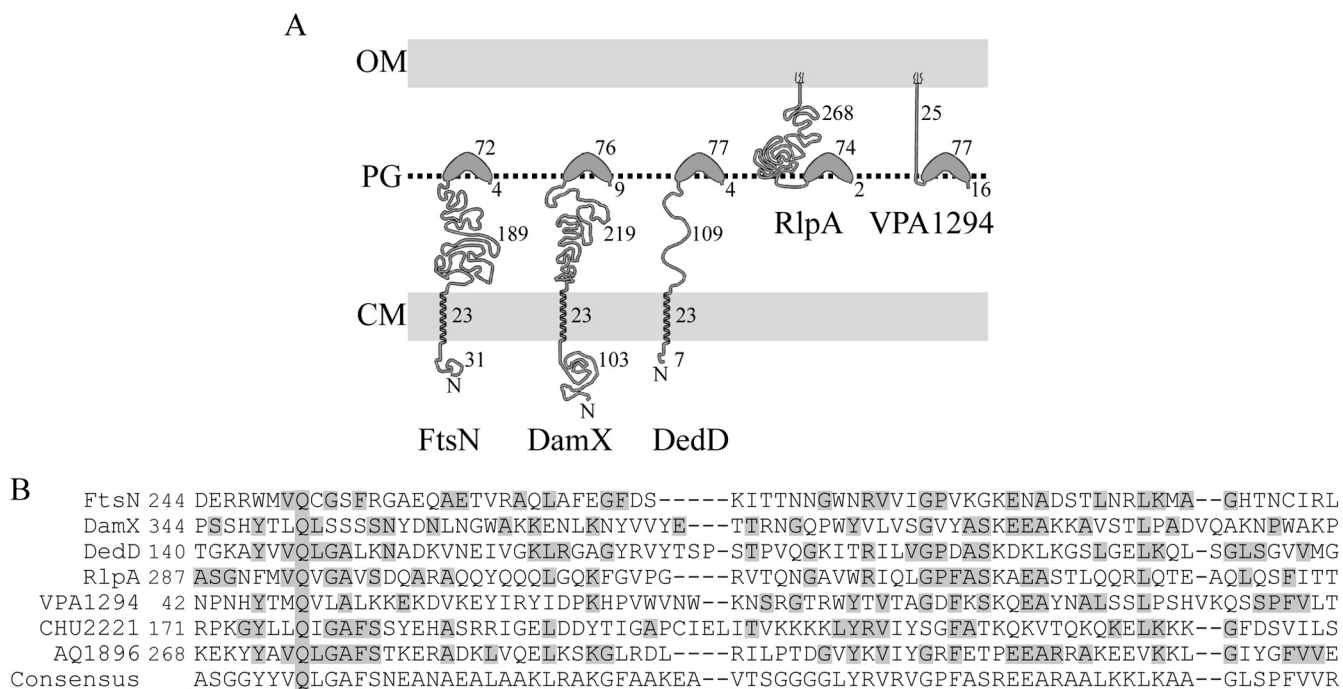 A
OM
268
25
72
76
77
74
77
PG
4
9
4
2
16
RlpA
VPA1294
189
219
109
CM
23
23
23
31
103
7
N
N
N
FtsN
DamX
DedD
B
FtsN 244 DERRWMVQCGSFRGAEQAETVRAQLAFEGFDS-----KITTNNGWNRVVIGPVKGKENADSTLNRLKMA--GHTNCIRL
DamX 344 PSSHYTLQLSSSSNYDNLNGWAKKENLKNYVVYE---TTRNGQPWYVLVSGVYASKEEAKKAVSTLPADVQAKNPWAKP
DedD 140 TGKAYVVQLGALKNADKVNEIVGKLRGAGYRVYTSP-STPVQGKITRILVGPDASKDKLKGSLGELKQL-SGLSGVVMG
RlpA 287 ASGNFMVQVGAVSDQARAQQYQQQLGQKFGVPG----RVTQNGAVWRIQLGPFASKAEASTLQQRLQTE-AQLQSFITT
VPA1294 42 NPNHYTMQVLALKKEKDVKEYIRYIDPKHPVWVNW--KNSRGTRWYTVTAGDFKSKQEAYNALSSLPSHVKQSSPFVLT
CHU2221 171 RPKGYLLQIGAFSSYEHASRRIGELDDYTIGAPCIELITVKKKKLYRVIYSGFATKQKVTQKQKELKKK--GFDSVILS
AQ1896 268 KEKYYAVQLGAFSTKERADKLVQELKSKGLRDL----RILPTDGVYKVIYGRFETPEEARRAKEEVKKL--GIYGFVVE
Consensus ASGGYYVQLGAFSNEANAEALAAKLRAKGFAAKEA--VTSGGGGLYRVRVGPFASREEARAALKKLKAAGLSPFVVR